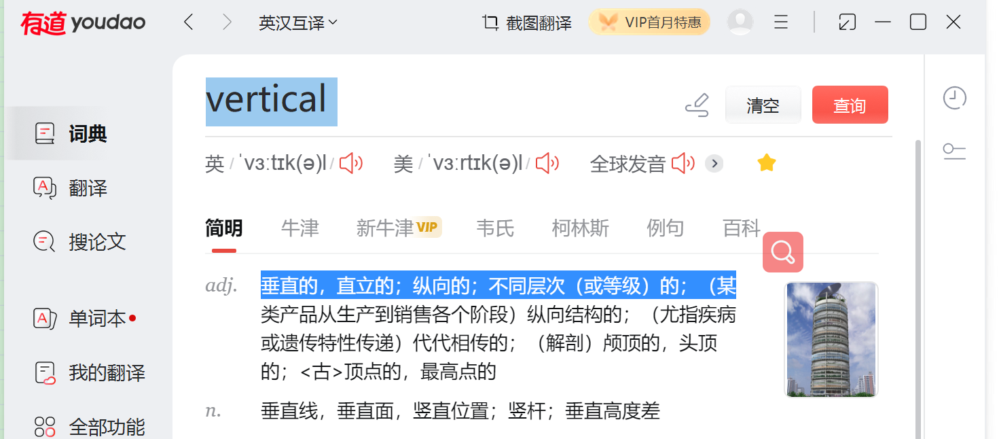 有道 youdao
英汉互译
截图翻译
VIP首月特惠
vertical
清空
查询
词典
翻译
搜论文
单词本
我的翻译
全部功能
英 / ˈvɜːtɪk(ə)l / 美 / ˈvɜːrtɪk(ə)l / 全球发音
简明 牛津 新牛津 VIP 韦氏 柯林斯 例句 百科
adj. 垂直的，直立的；纵向的；不同层次（或等级）的；（某
类产品从生产到销售各个阶段）纵向结构的；（尤指疾病
或遗传特性传递）代代相传的；（解剖）颅顶的，头顶
的；<古>顶点的，最高点的
n. 垂直线，垂直面，竖直位置；竖杆；垂直高度差